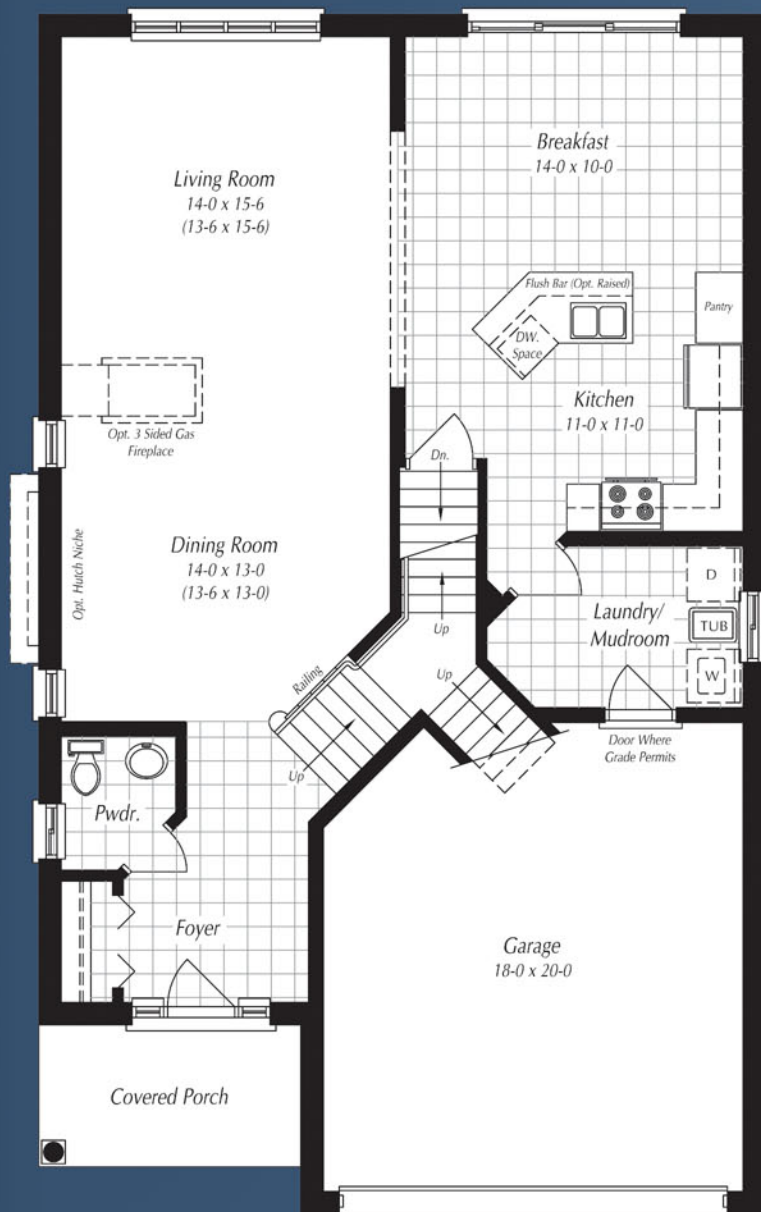 Living Room
14-0 x 15-6
(13-6 x 15-6)
Breakfast
14-0 x 10-0
Flush Bar (Opt. Raised)
Pantry
DW.
Space
Kitchen
11-0 x 11-0
Opt. 3 Sided Gas
Fireplace
Dn.
Opt. Hutch Niche
Dining Room
14-0 x 13-0
(13-6 x 13-0)
Up
D
Laundry/
Mudroom
TUB
W
Railing
Up
Up
Door Where
Grade Permits
Pwdr.
Foyer
Garage
18-0 x 20-0
Covered Porch